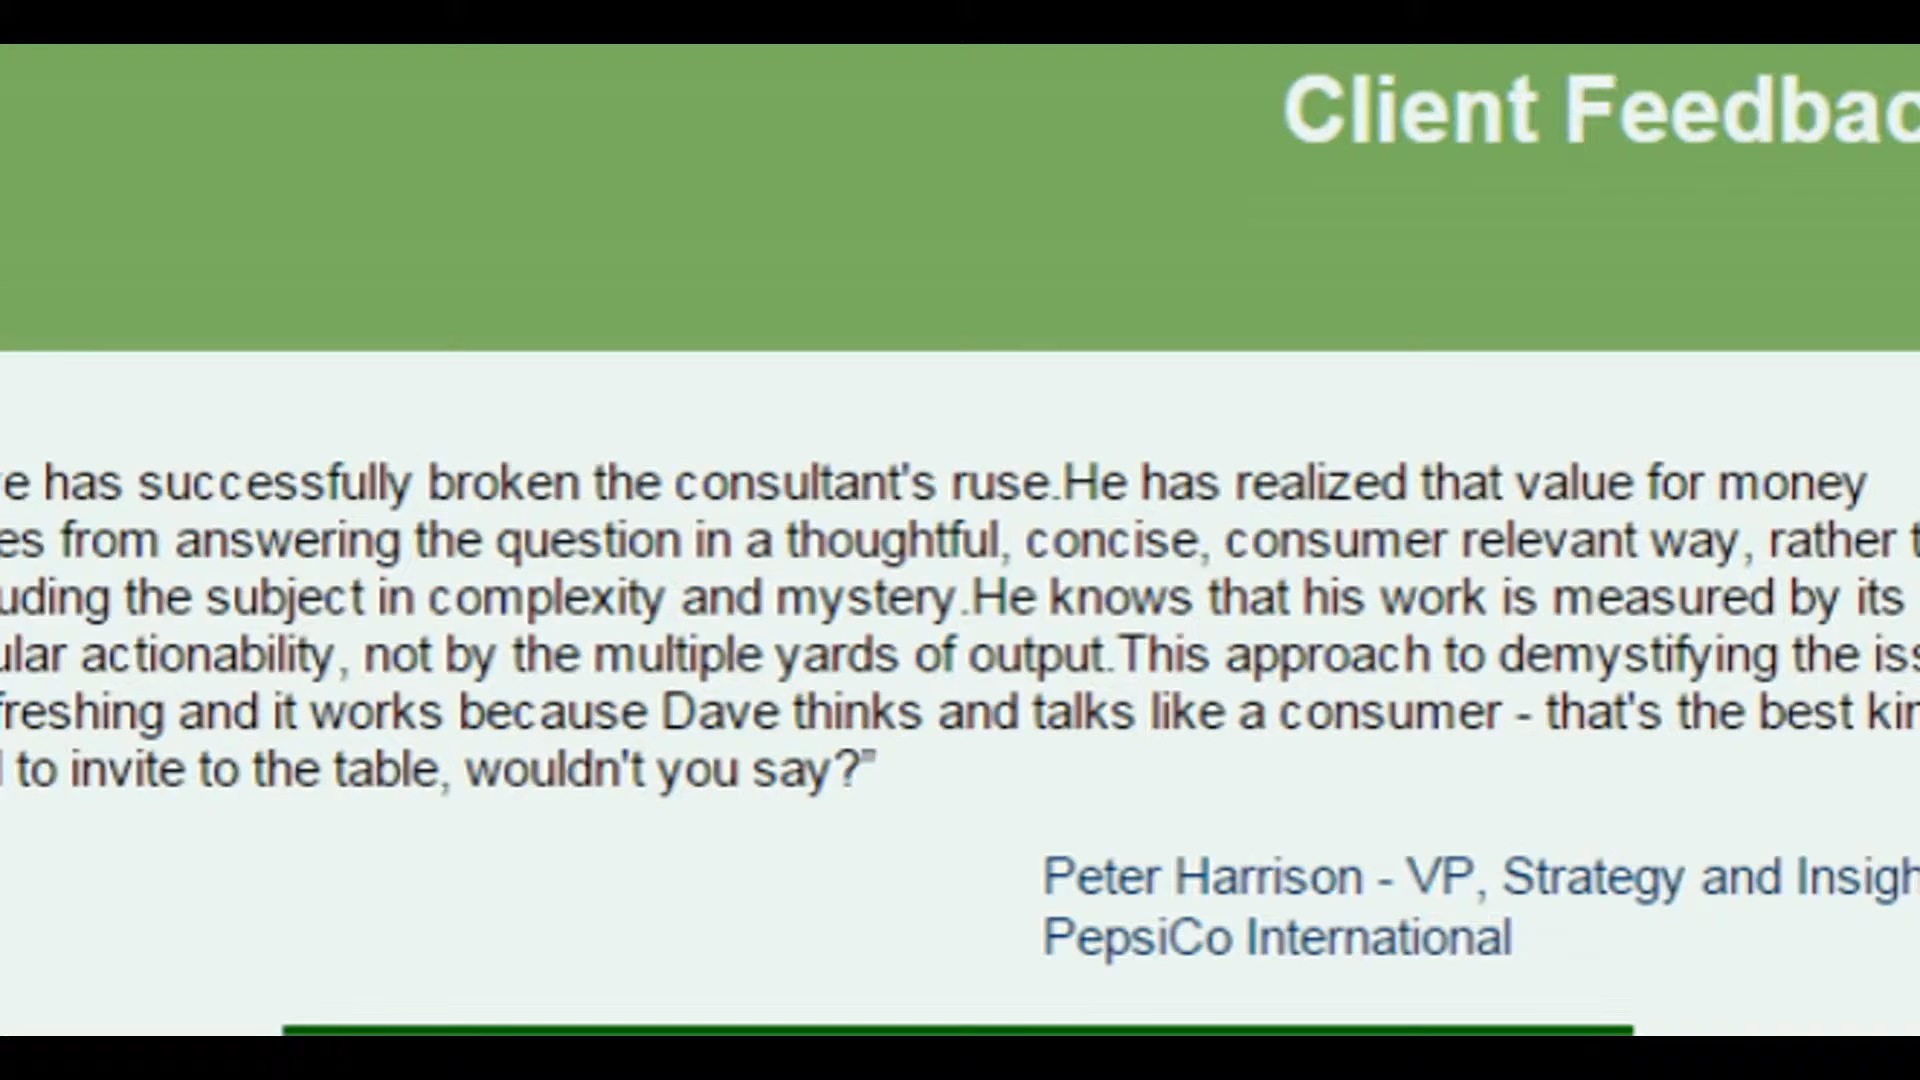 Client Feedbac
e has successfully broken the consultant's ruse.He has realized that value for money
es from answering the question in a thoughtful, concise, consumer relevant way, rather t
uding the subject in complexity and mystery.He knows that his work is measured by its
ular actionability, not by the multiple yards of output.This approach to demystifying the iss
freshing and it works because Dave thinks and talks like a consumer - that's the best kin
to invite to the table, wouldn't you say?”
Peter Harrison - VP, Strategy and Insigh
PepsiCo International